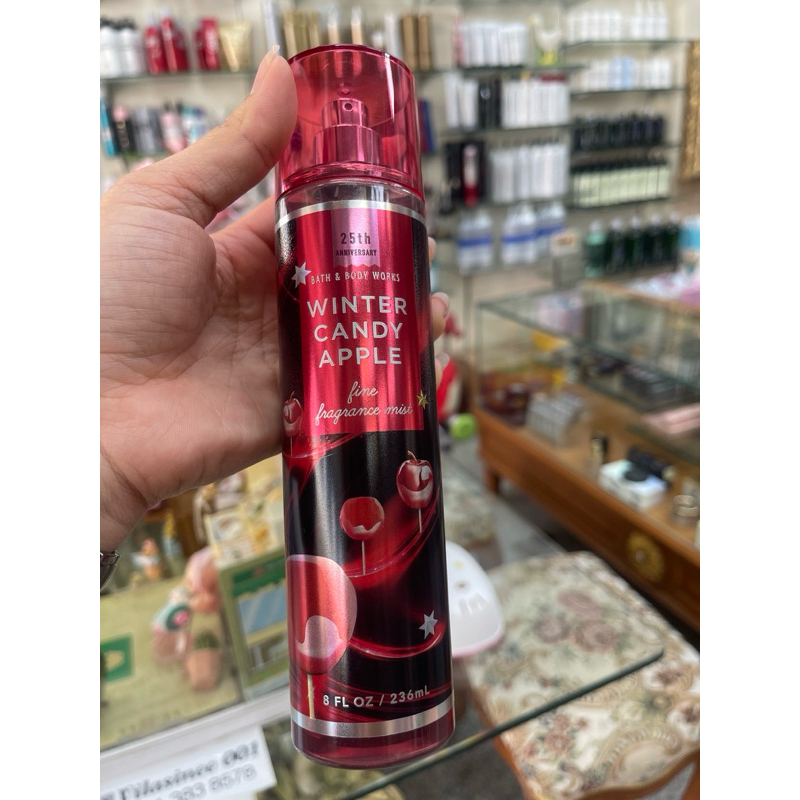 25th
ANNIVERSARY
BATH & BODY WORKS
WINTER
CANDY
APPLE
fine
fragrance mist
8 FL OZ / 236mL